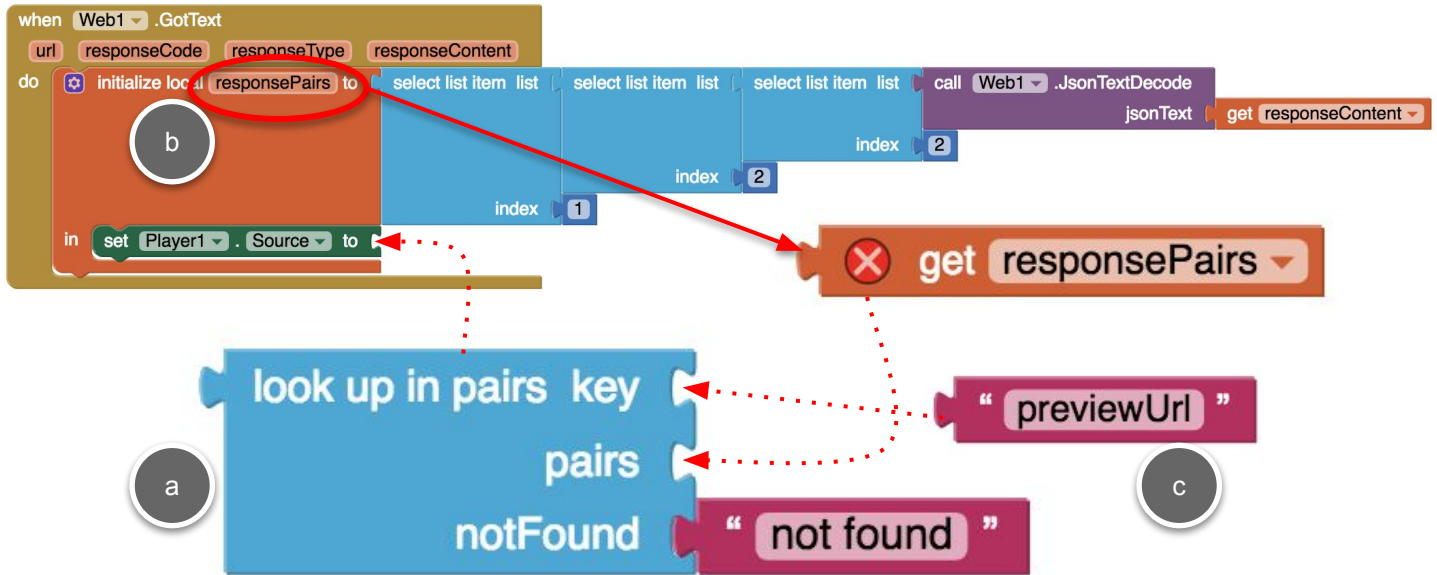 when Web1 .GotText
url responseCode responseType responseContent
do initialize local responsePairs to select list item list select list item list select list item list call Web1 .JsonTextDecode
jsonText get responseContent
b
index 2
index 2
index 1
in set Player1 . Source to
get responsePairs
look up in pairs key
“ previewUrl ”
pairs
a
c
notFound “ not found ”